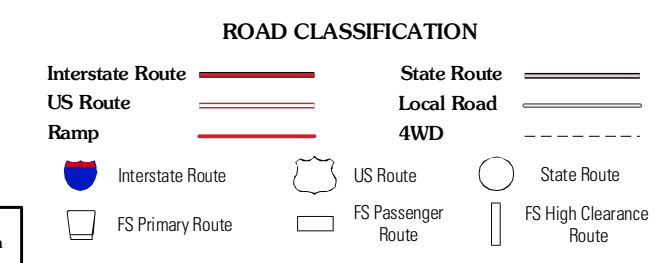 ROAD CLASSIFICATION
Interstate Route
State Route
US Route
Local Road
Ramp
4WD
Interstate Route
US Route
State Route
FS Primary Route
FS Passenger
Route
FS High Clearance
Route